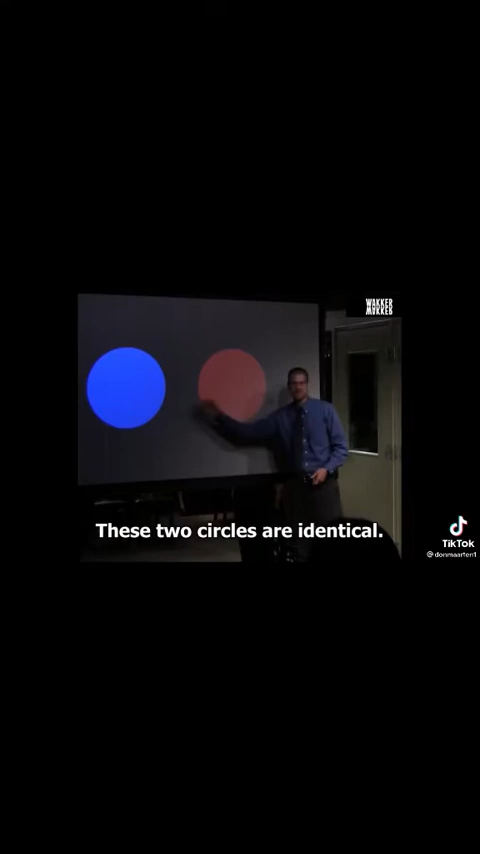 WAKKER
WAKKER
These two circles are identical.
TikTok
@donmaarten1